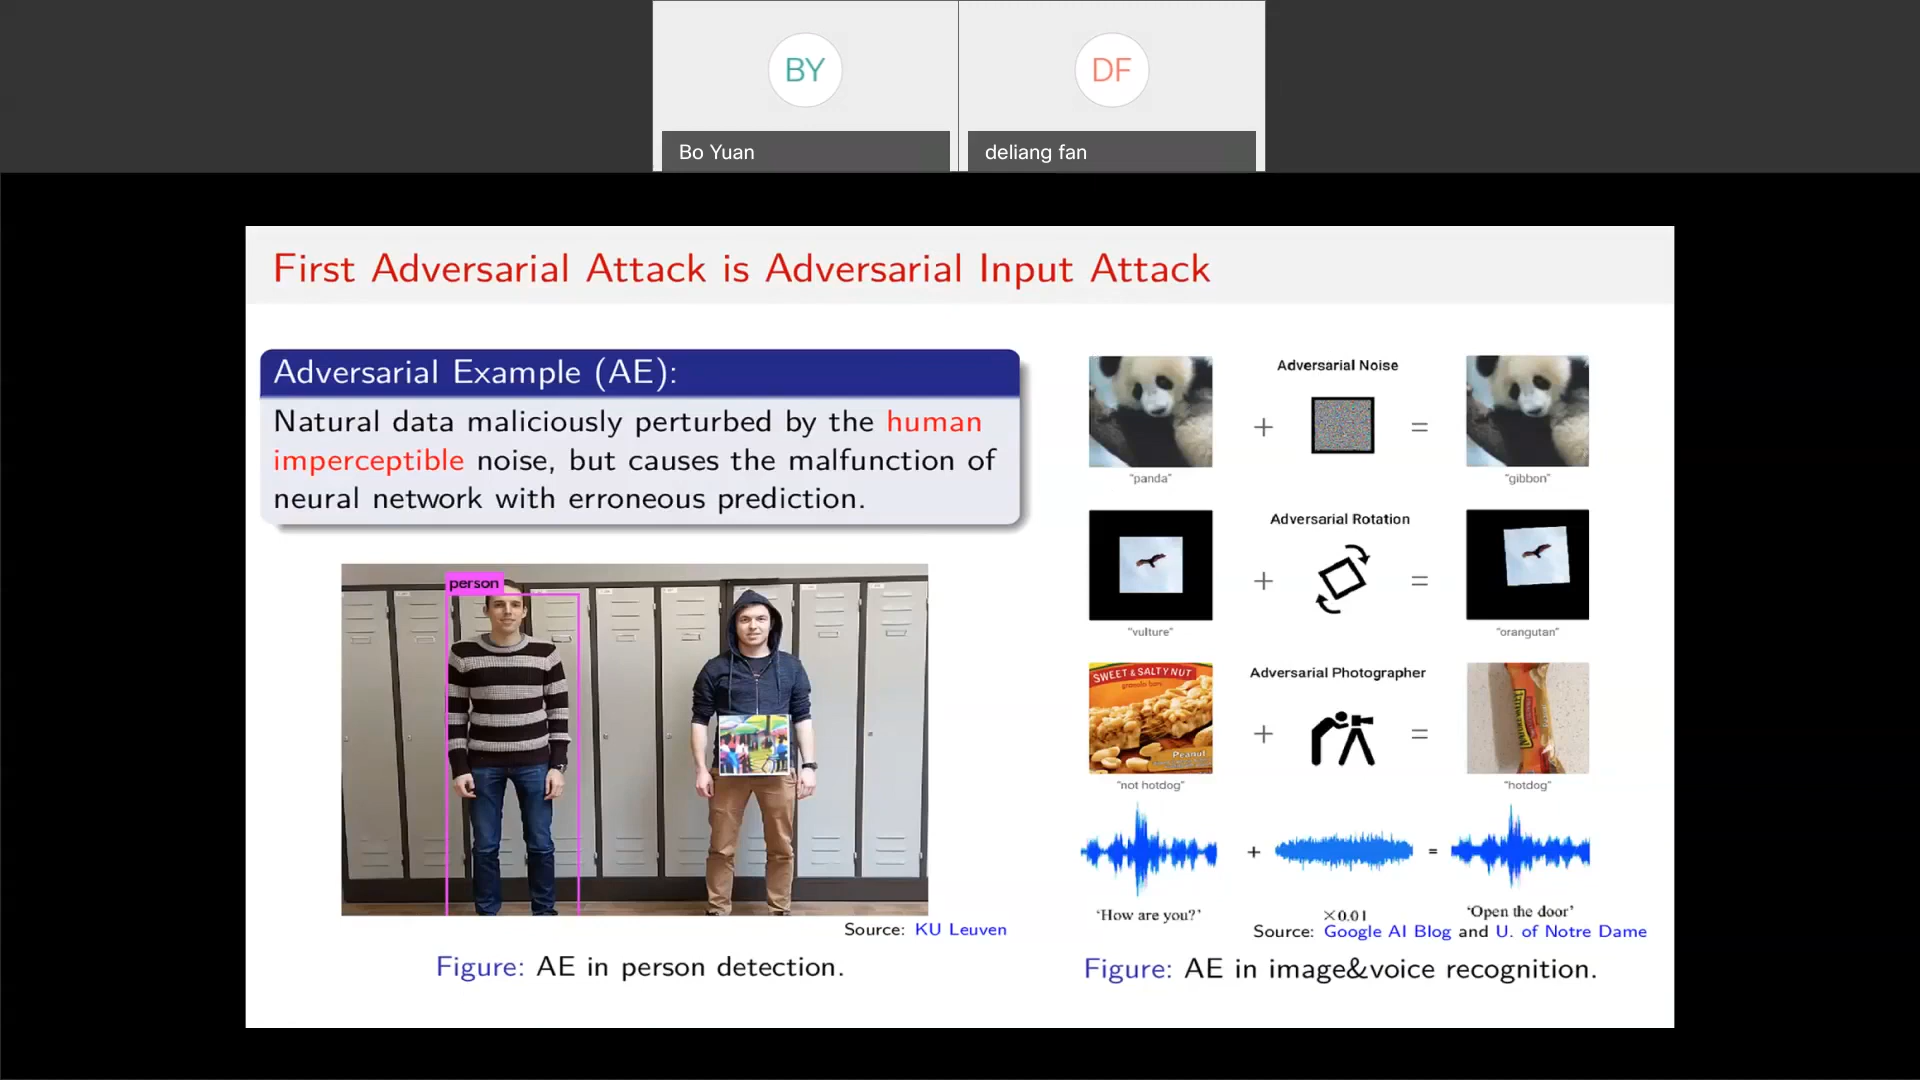 BY
DF
Bo Yuan
deliang fan
First Adversarial Attack is Adversarial Input Attack
Adversarial Example (AE):
Natural data maliciously perturbed by the human
imperceptible noise, but causes the malfunction of
neural network with erroneous prediction.
person
Source: KU Leuven
Figure: AE in person detection.
Adversarial Noise
+
=
"panda"
"gibbon"
Adversarial Rotation
+
=
"vulture"
"orangutan"
Adversarial Photographer
SWEET & SALTY NUT
granola bars
Peanut
+
=
"not hotdog"
"hotdog"
+
=
'How are you?'
×0.01
'Open the door'
Source: Google AI Blog and U. of Notre Dame
Figure: AE in image&voice recognition.